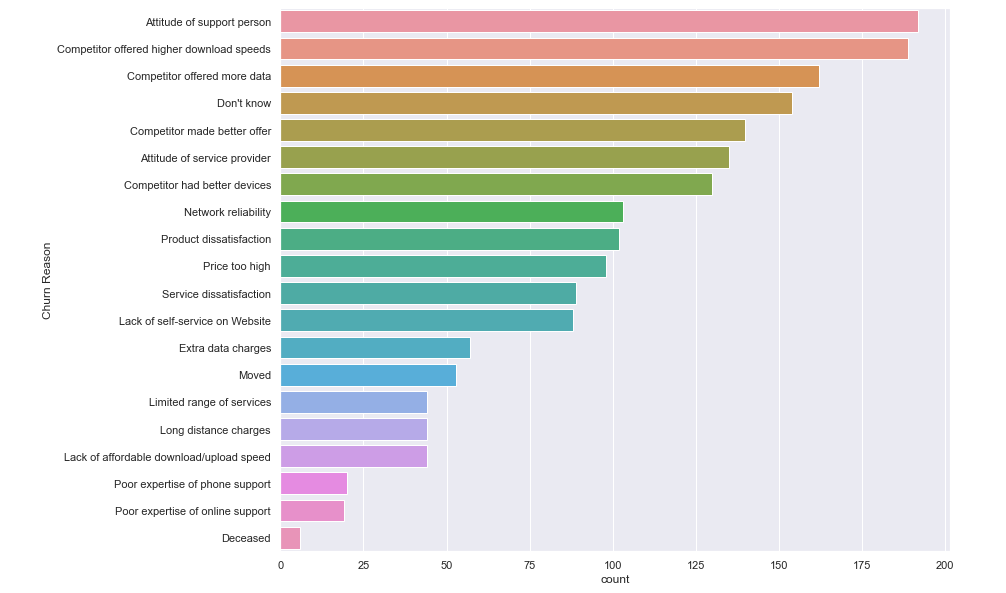 Attitude of support person
Competitor offered higher download speeds
Competitor offered more data
Don't know
Competitor made better offer
Attitude of service provider
Competitor had better devices
Network reliability
Product dissatisfaction
Price too high
Service dissatisfaction
Lack of self-service on Website
Extra data charges
Moved
Limited range of services
Long distance charges
Lack of affordable download/upload speed
Poor expertise of phone support
Poor expertise of online support
Deceased
Churn Reason
0 25 50 75 100 125 150 175 200
count